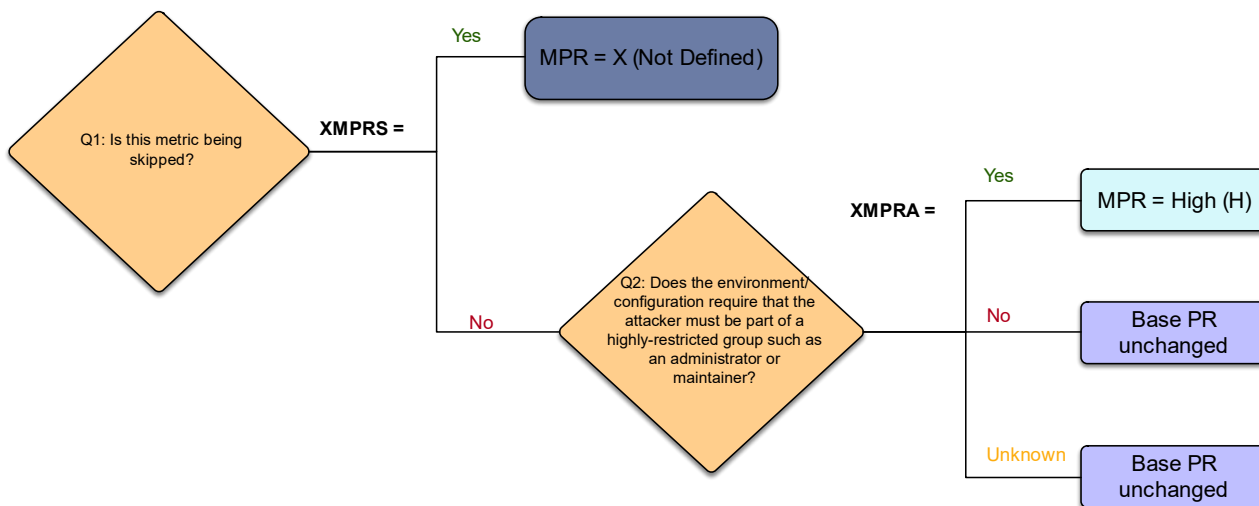 Yes
MPR = X (Not Defined)
Q1: Is this metric being
skipped?
XMPRS =
Yes
MPR = High (H)
XMPRA =
Q2: Does the environment/
configuration require that the
attacker must be part of a
highly-restricted group such as
an administrator or
maintainer?
No
No
Base PR
unchanged
Unknown
Base PR
unchanged